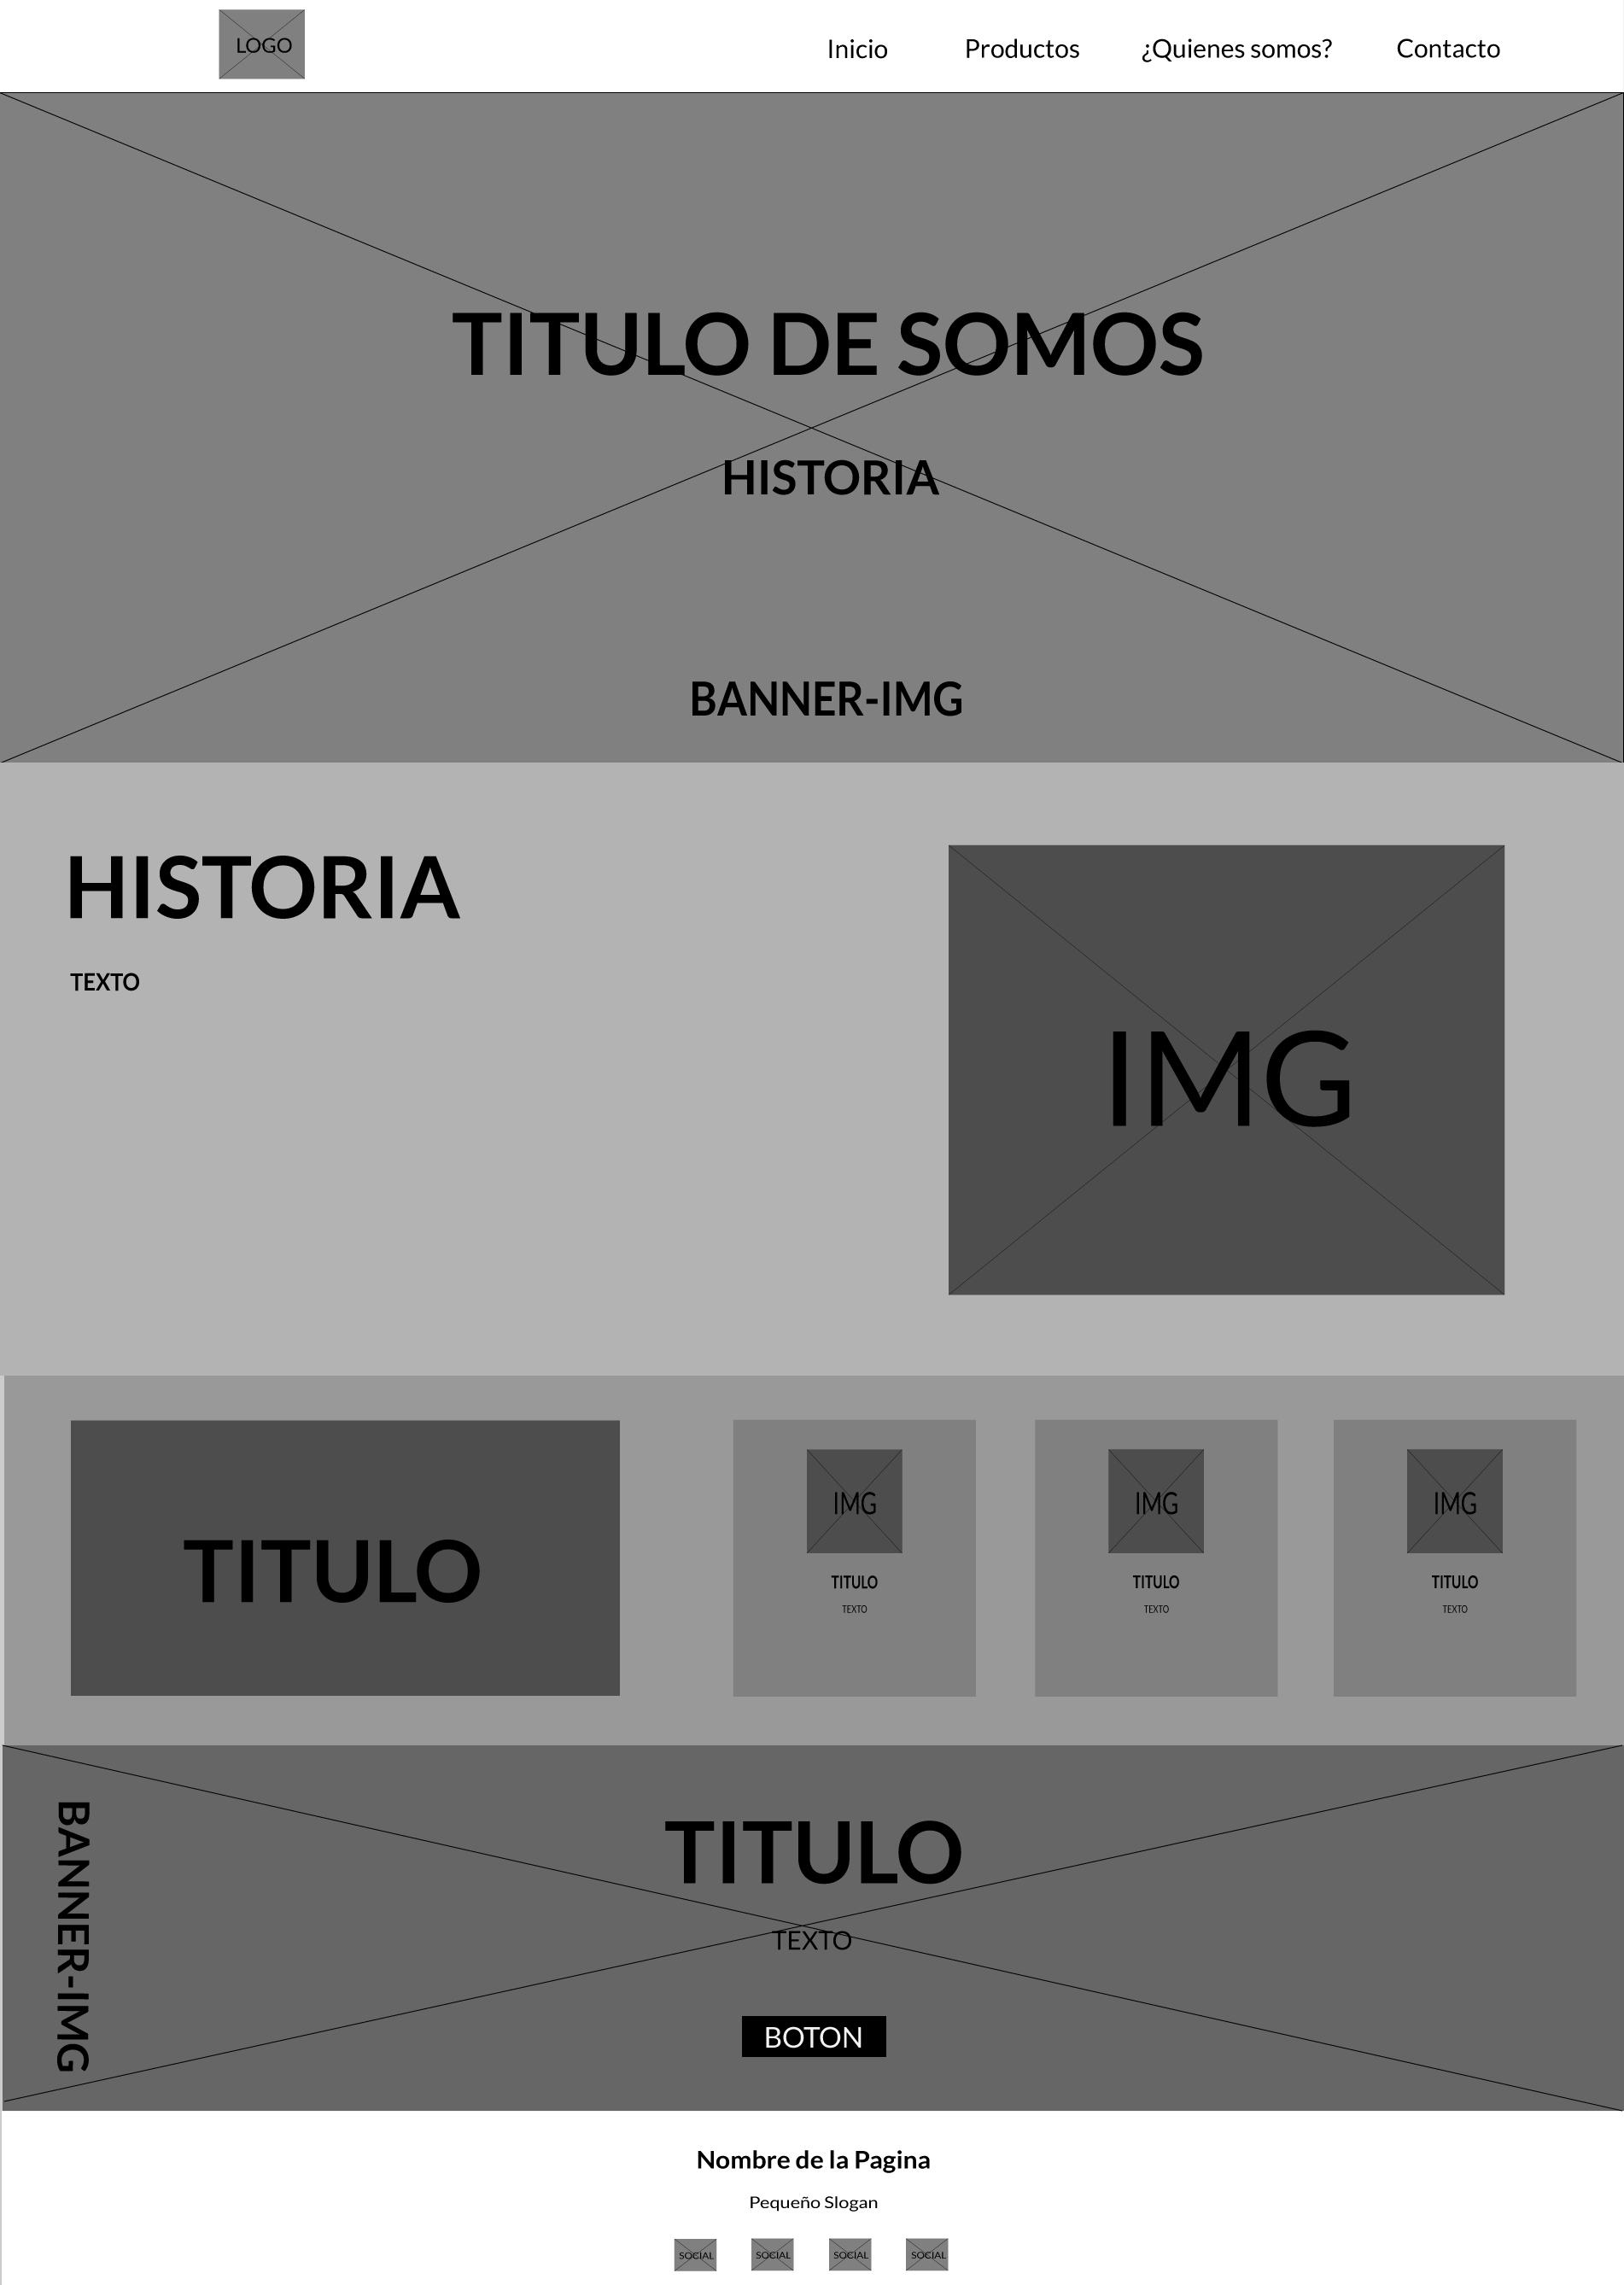 LOGO
Inicio Productos ¿Quienes somos? Contacto
TITULO DE SOMOS
HISTORIA
BANNER-IMG
HISTORIA
TEXTO
IMG
TITULO
IMG
TITULO
TEXTO
IMG
TITULO
TEXTO
IMG
TITULO
TEXTO
BANNER-IMG
TITULO
TEXTO
BOTON
Nombre de la Pagina
Pequeño Slogan
SOCIAL SOCIAL SOCIAL SOCIAL